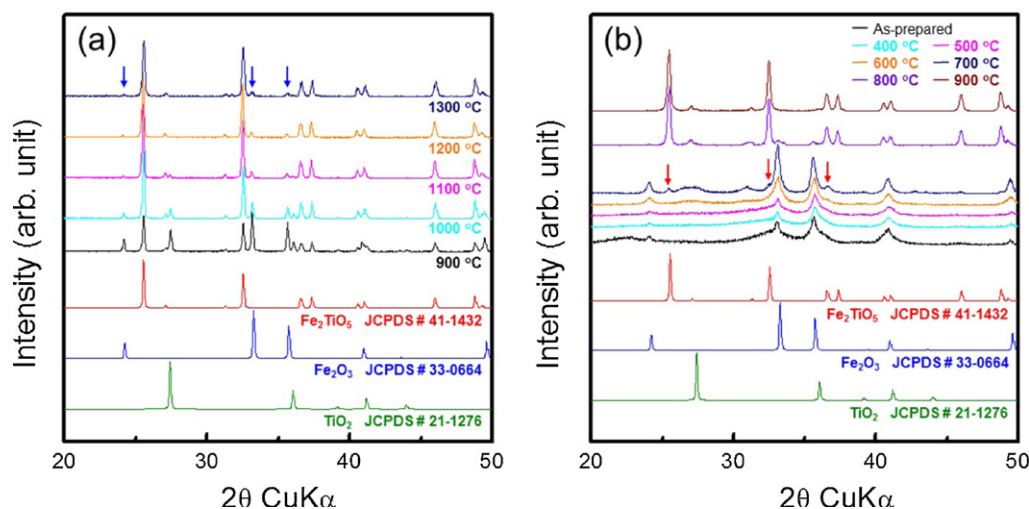 (a)
1300 °C
1200 °C
1100 °C
1000 °C
900 °C
Fe₂TiO₅ JCPDS # 41-1432
Fe₂O₃ JCPDS # 33-0664
TiO₂ JCPDS # 21-1276
Intensity (arb. unit)
20 30 40 50
2θ CuKα
(b)
As-prepared
400 °C 500 °C
600 °C 700 °C
800 °C 900 °C
Fe₂TiO₅ JCPDS # 41-1432
Fe₂O₃ JCPDS # 33-0664
TiO₂ JCPDS # 21-1276
Intensity (arb. unit)
20 30 40 50
2θ CuKα